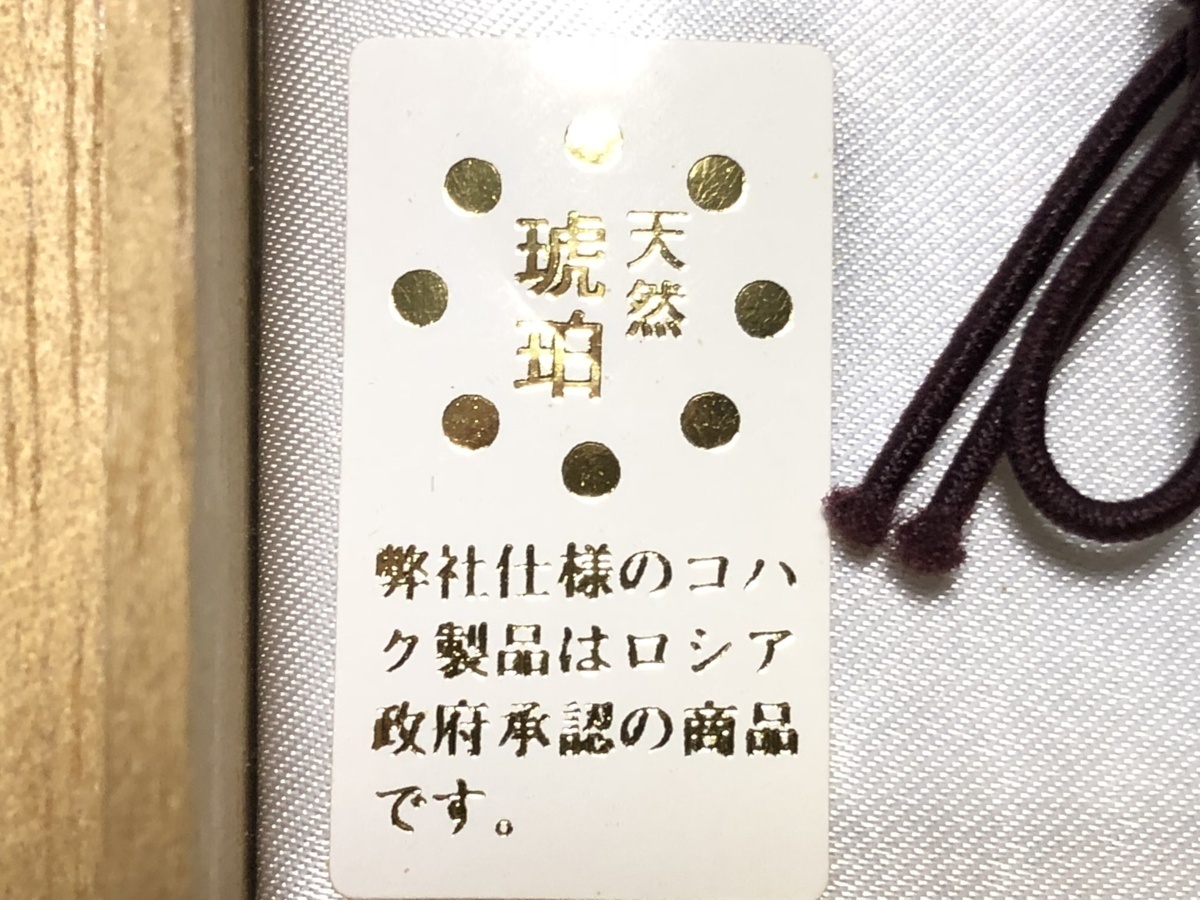 天然
琥珀
弊社仕様のコハ
ク製品はロシア
政府承認の商品
です。